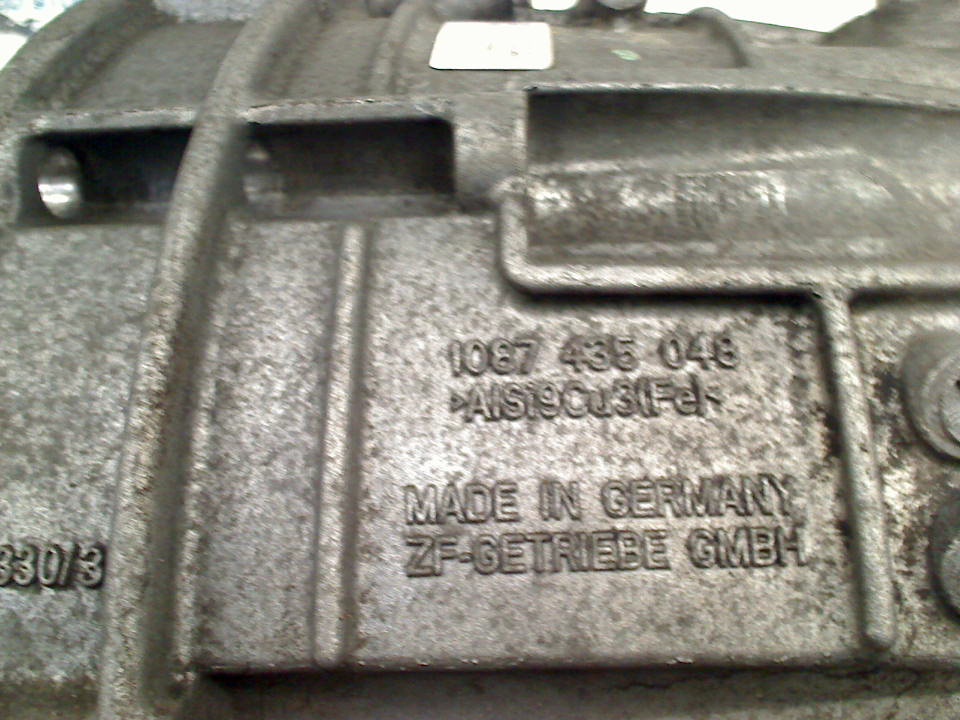 1087 435 048
>AlSi9Cu3(Fe)<
MADE IN GERMANY
ZF-GETRIEBE GMBH
330/3